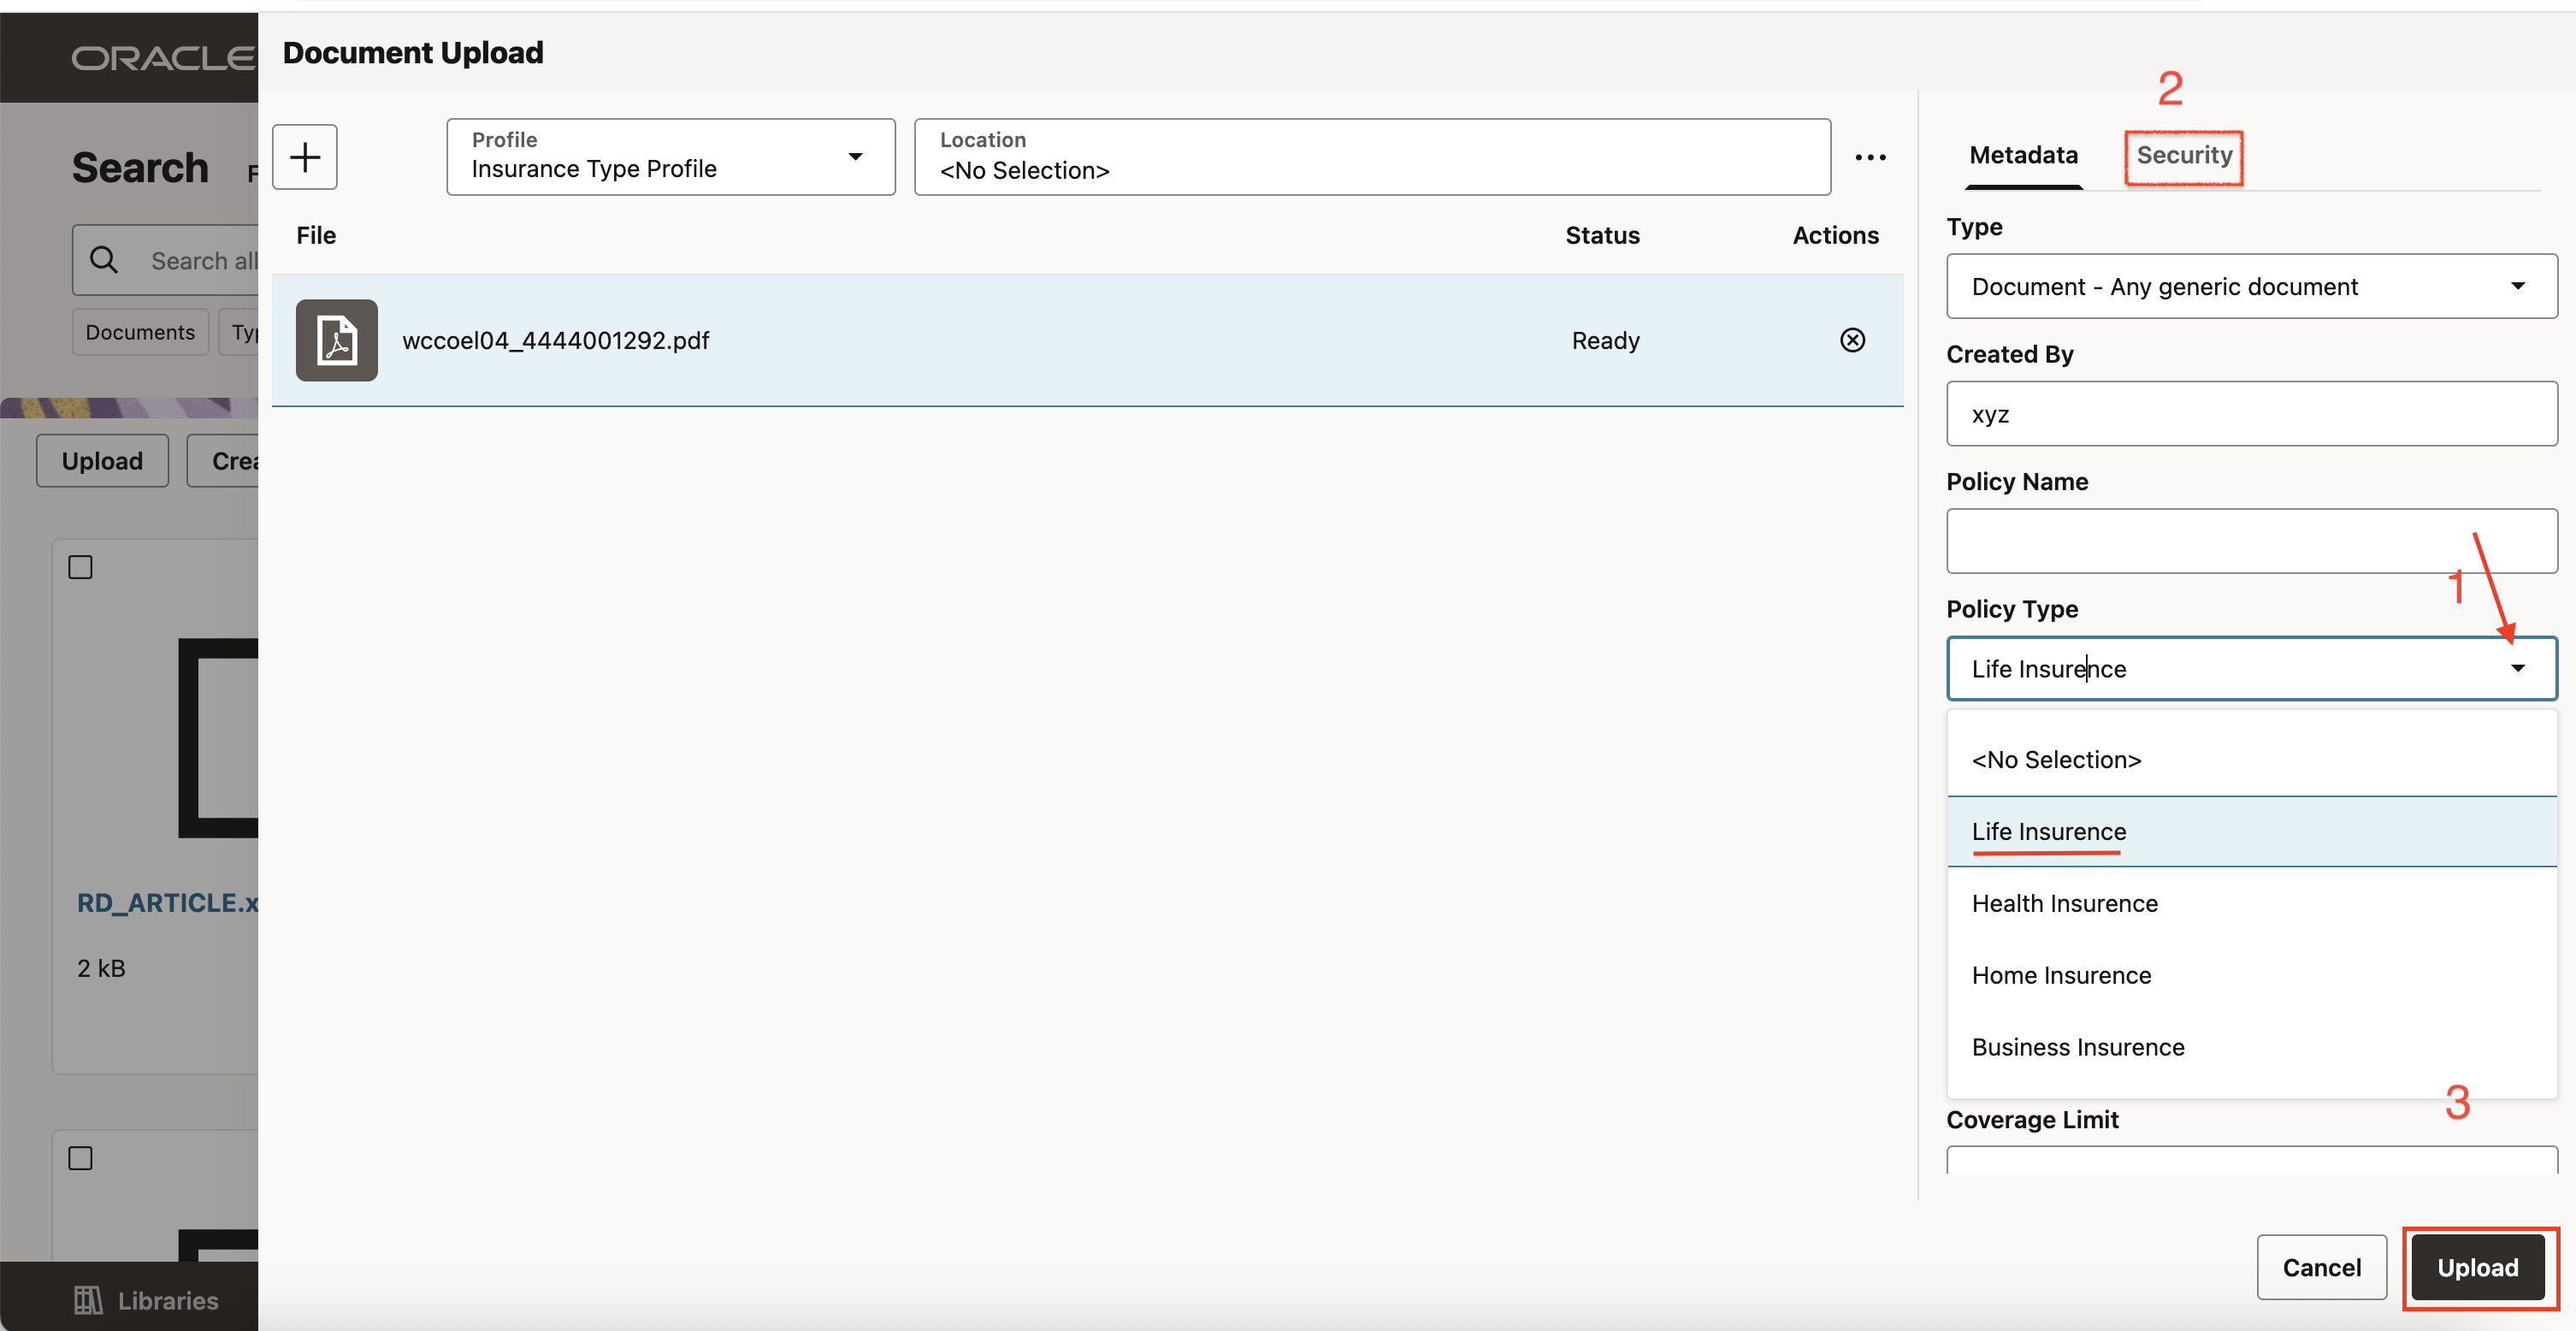 ORACLE
Search
Search all
Documents
Upload
RD_ARTICLE.x
2 kB
Libraries
Document Upload
Profile
Insurance Type Profile
Location
<No Selection>
File Status Actions
wccoel04_4444001292.pdf Ready
2
Metadata Security
Type
Document - Any generic document
Created By
xyz
Policy Name
1
Policy Type
Life Insurence
<No Selection>
Life Insurence
Health Insurence
Home Insurence
Business Insurence
3
Coverage Limit
Cancel Upload